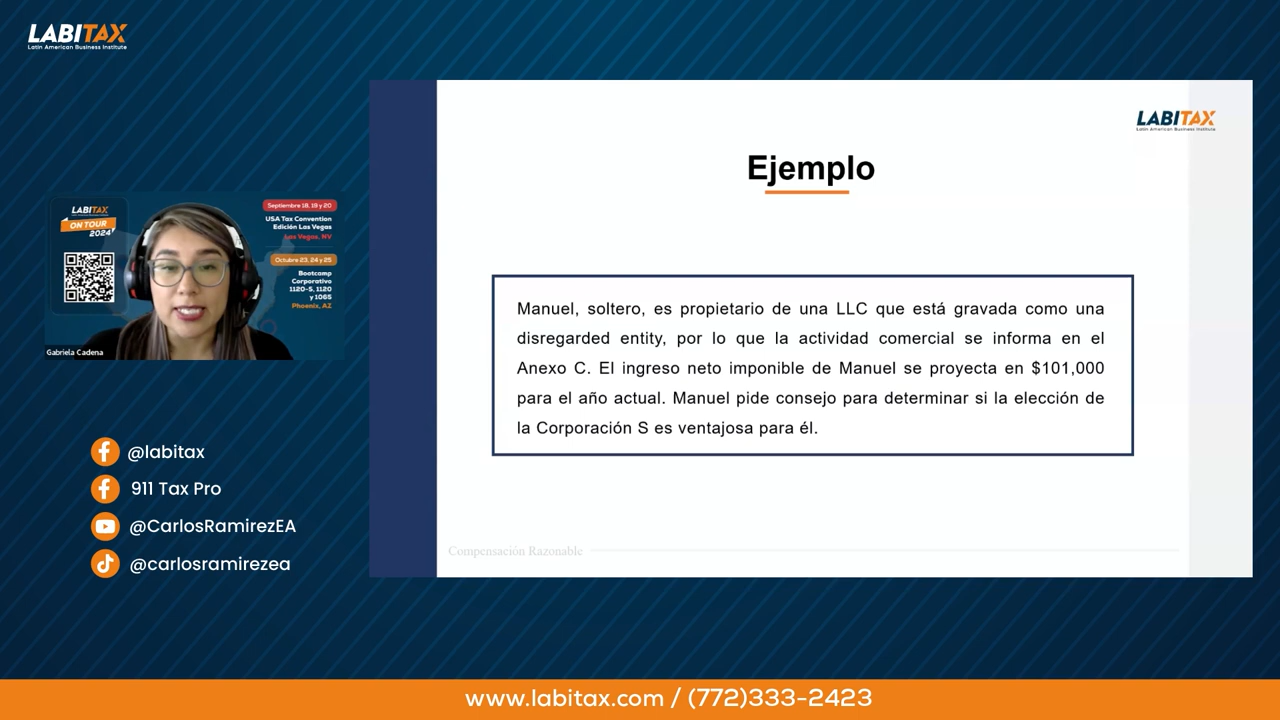 LABITAX
Latin American Business Institute
LABITAX
ON TOUR
2024
Septiembre 18, 19 y 20
USA Tax Convention
Edición Las Vegas
Las Vegas, NV
Octubre 23, 24 y 25
Bootcamp
Corporativo
1120-S, 1120
y 1065
Phoenix, AZ
Gabriela Cadena
@labitax
911 Tax Pro
@CarlosRamirezEA
@carlosramirezea
LABITAX
Latin American Business Institute
Ejemplo
Manuel, soltero, es propietario de una LLC que está gravada como una
disregarded entity, por lo que la actividad comercial se informa en el
Anexo C. El ingreso neto imponible de Manuel se proyecta en $101,000
para el año actual. Manuel pide consejo para determinar si la elección de
la Corporación S es ventajosa para él.
Compensación Razonable
www.labitax.com / (772)333-2423